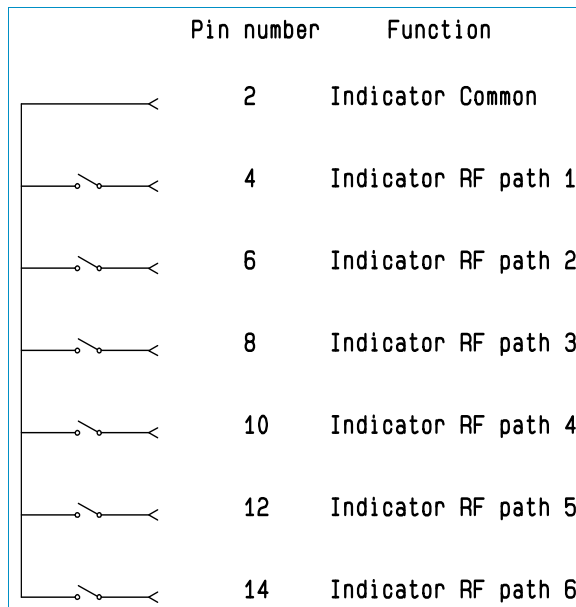 Pin number Function
2 Indicator Common
4 Indicator RF path 1
6 Indicator RF path 2
8 Indicator RF path 3
10 Indicator RF path 4
12 Indicator RF path 5
14 Indicator RF path 6